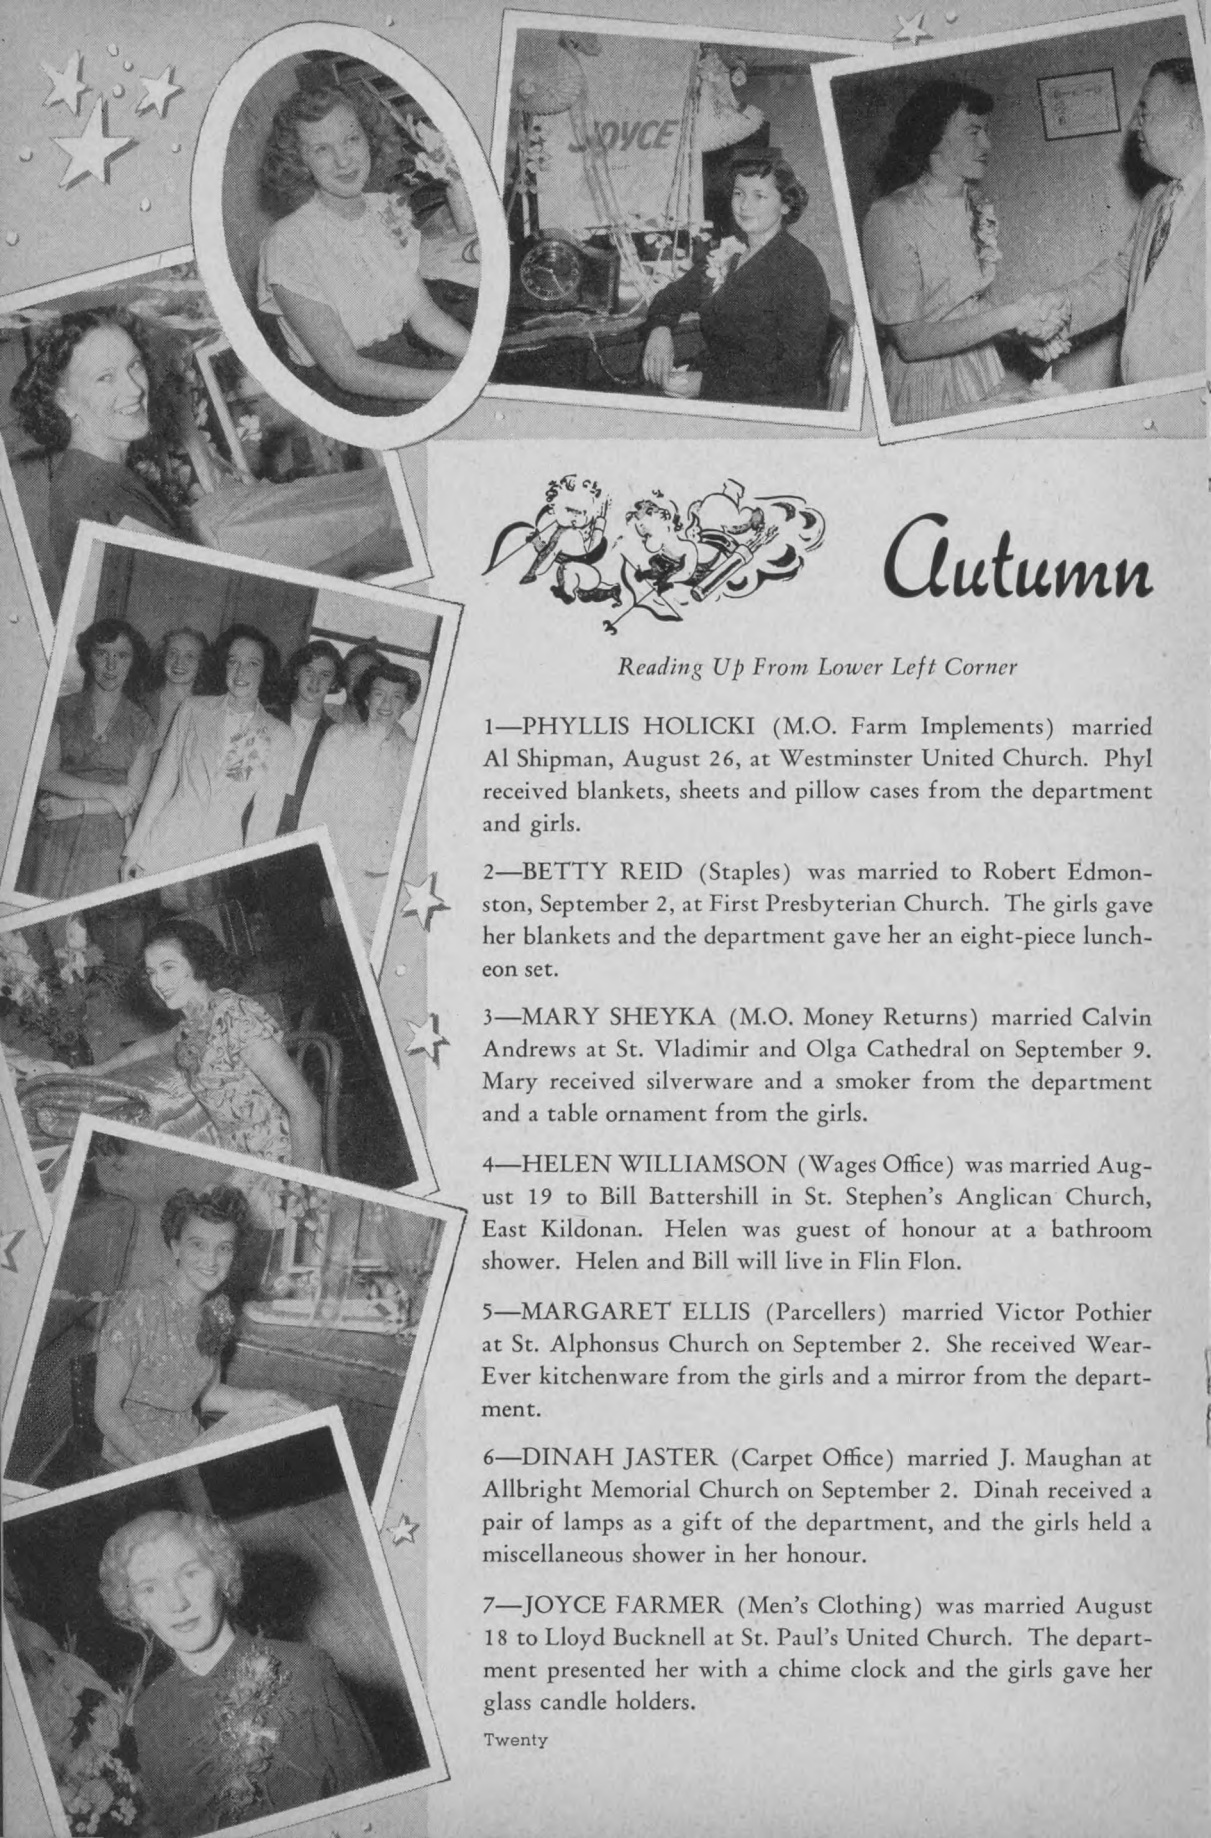 JOYCE
Autumn
Reading Up From Lower Left Corner
1—PHYLLIS HOLICKI (M.O. Farm Implements) married
Al Shipman, August 26, at Westminster United Church. Phyl
received blankets, sheets and pillow cases from the department
and girls.
2—BETTY REID (Staples) was married to Robert Edmon-
ston, September 2, at First Presbyterian Church. The girls gave
her blankets and the department gave her an eight-piece lunch-
eon set.
3—MARY SHEYKA (M.O. Money Returns) married Calvin
Andrews at St. Vladimir and Olga Cathedral on September 9.
Mary received silverware and a smoker from the department
and a table ornament from the girls.
4—HELEN WILLIAMSON (Wages Office) was married Aug-
ust 19 to Bill Battershill in St. Stephen's Anglican Church,
East Kildonan. Helen was guest of honour at a bathroom
shower. Helen and Bill will live in Flin Flon.
5—MARGARET ELLIS (Parcellers) married Victor Pothier
at St. Alphonsus Church on September 2. She received Wear-
Ever kitchenware from the girls and a mirror from the depart-
ment.
6—DINAH JASTER (Carpet Office) married J. Maughan at
Allbright Memorial Church on September 2. Dinah received a
pair of lamps as a gift of the department, and the girls held a
miscellaneous shower in her honour.
7—JOYCE FARMER (Men's Clothing) was married August
18 to Lloyd Bucknell at St. Paul's United Church. The depart-
ment presented her with a chime clock and the girls gave her
glass candle holders.
Twenty